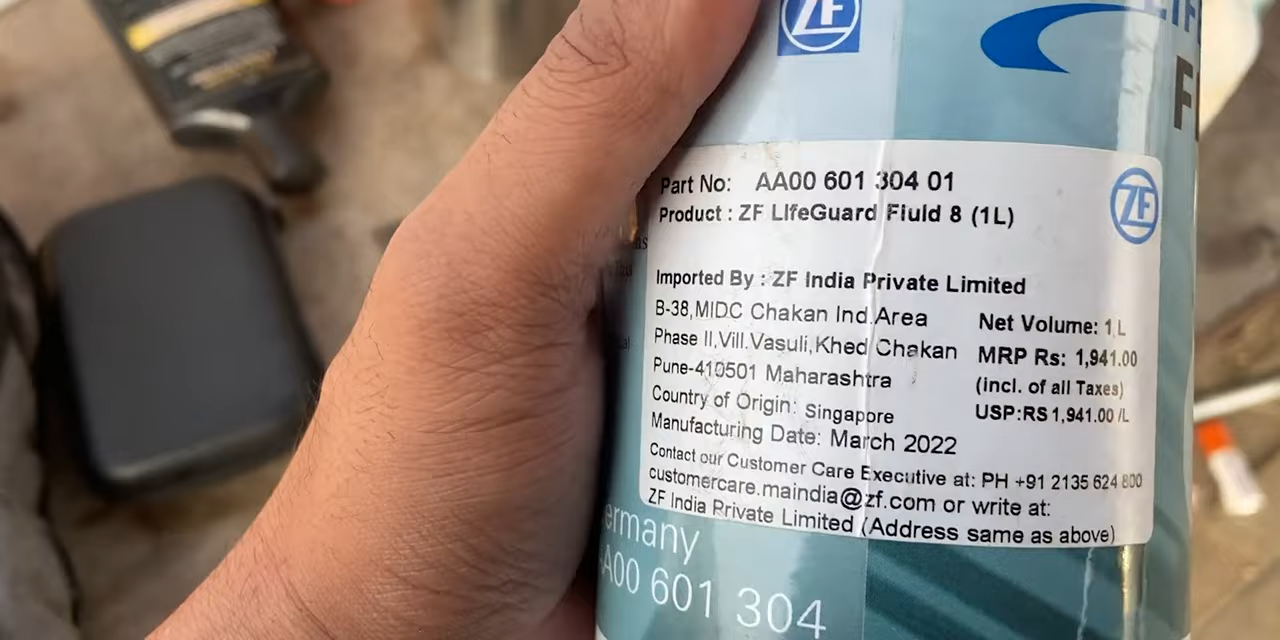 ZF
Part No: AA00 601 304 01
Product : ZF LifeGuard Fluid 8 (1L)
ZF
Imported By : ZF India Private Limited
B-38,MIDC Chakan Ind.Area
Phase II,Vill.Vasuli,Khed Chakan
Pune-410501 Maharashtra
Country of Origin: Singapore
Manufacturing Date: March 2022
Net Volume: 1 L
MRP Rs: 1,941.00
(incl. of all Taxes)
USP:RS 1,941.00 /L
Contact our Customer Care Executive at: PH +91 2135 624 800
customercare.maindia@zf.com or write at:
ZF India Private Limited (Address same as above)
ermany
AA00 601 304